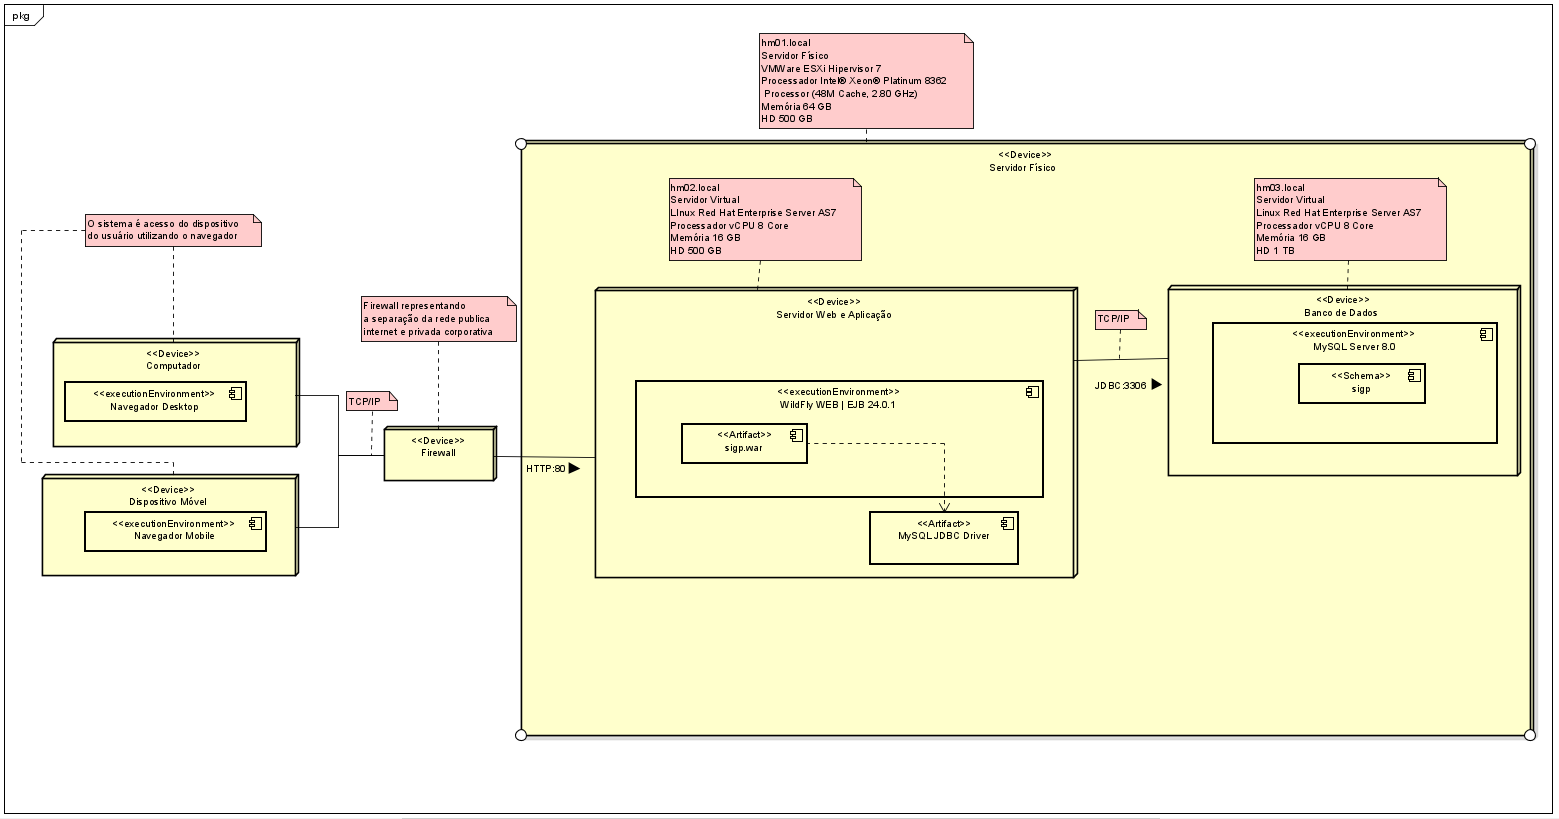 pkg
hm01.local
Servidor Físico
VMWare ESXi Hipervisor 7
Processador Intel® Xeon® Platinum 8362
Processor (48M Cache, 2.80 GHz)
Memória 64 GB
HD 500 GB
<<Device>>
Servidor Físico
hm02.local
Servidor Virtual
LInux Red Hat Enterprise Server AS7
Processador vCPU 8 Core
Memória 16 GB
HD 500 GB
hm03.local
Servidor Virtual
Linux Red Hat Enterprise Server AS7
Processador vCPU 8 Core
Memória 16 GB
HD 1 TB
O sistema é acesso do dispositivo
do usuário utilizando o navegador
Firewall representando
a separação da rede publica
internet e privada corporativa
<<Device>>
Computador
<<executionEnvironment>>
Navegador Desktop
TCP/IP
<<Device>>
Firewall
HTTP:80
<<Device>>
Dispositivo Móvel
<<executionEnvironment>>
Navegador Mobile
<<Device>>
Servidor Web e Aplicação
<<executionEnvironment>>
WildFly WEB | EJB 24.0.1
<<Artifact>>
sigp.war
<<Artifact>>
MySQL JDBC Driver
TCP/IP
JDBC:3306
<<Device>>
Banco de Dados
<<executionEnvironment>>
MySQL Server 8.0
<<Schema>>
sigp